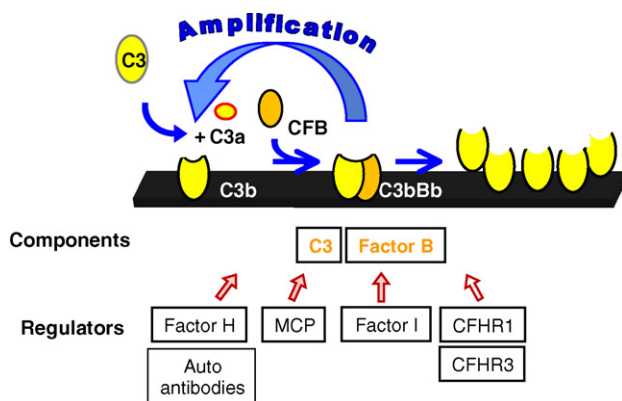 Amplification
C3
+ C3a
CFB
C3b
C3bBb
Components
C3
Factor B
Regulators
Factor H
MCP
Factor I
CFHR1
Auto
antibodies
CFHR3